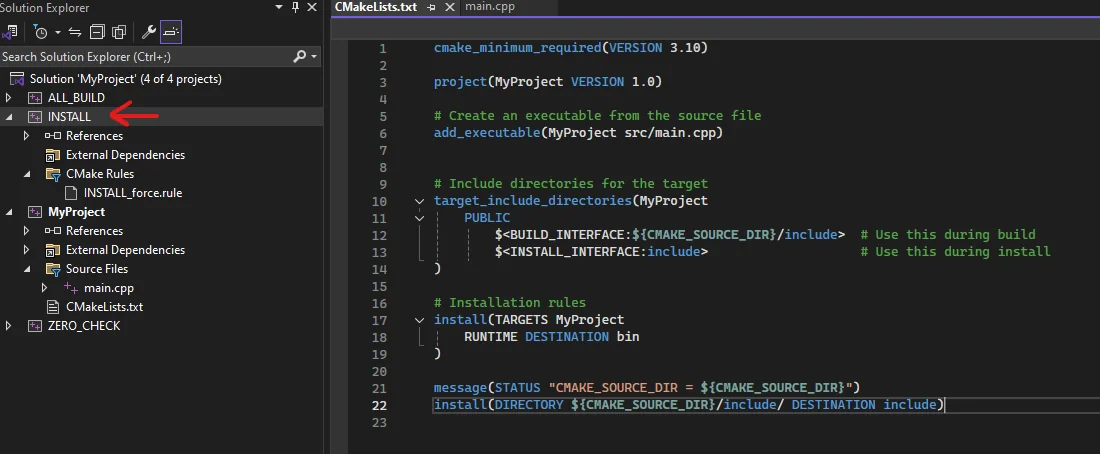 Solution Explorer
Search Solution Explorer (Ctrl+;)
Solution 'MyProject' (4 of 4 projects)
ALL_BUILD
INSTALL
References
External Dependencies
CMake Rules
INSTALL_force.rule
MyProject
References
External Dependencies
Source Files
main.cpp
CMakeLists.txt
ZERO_CHECK
CMakeLists.txt
main.cpp
1 cmake_minimum_required(VERSION 3.10)
2
3 project(MyProject VERSION 1.0)
4
5 # Create an executable from the source file
6 add_executable(MyProject src/main.cpp)
7
8
9 # Include directories for the target
10 target_include_directories(MyProject
11 PUBLIC
12 $<BUILD_INTERFACE:${CMAKE_SOURCE_DIR}/include> # Use this during build
13 $<INSTALL_INTERFACE:include> # Use this during install
14 )
15
16 # Installation rules
17 install(TARGETS MyProject
18 RUNTIME DESTINATION bin
19 )
20
21 message(STATUS "CMAKE_SOURCE_DIR = ${CMAKE_SOURCE_DIR}")
22 install(DIRECTORY ${CMAKE_SOURCE_DIR}/include/ DESTINATION include)
23